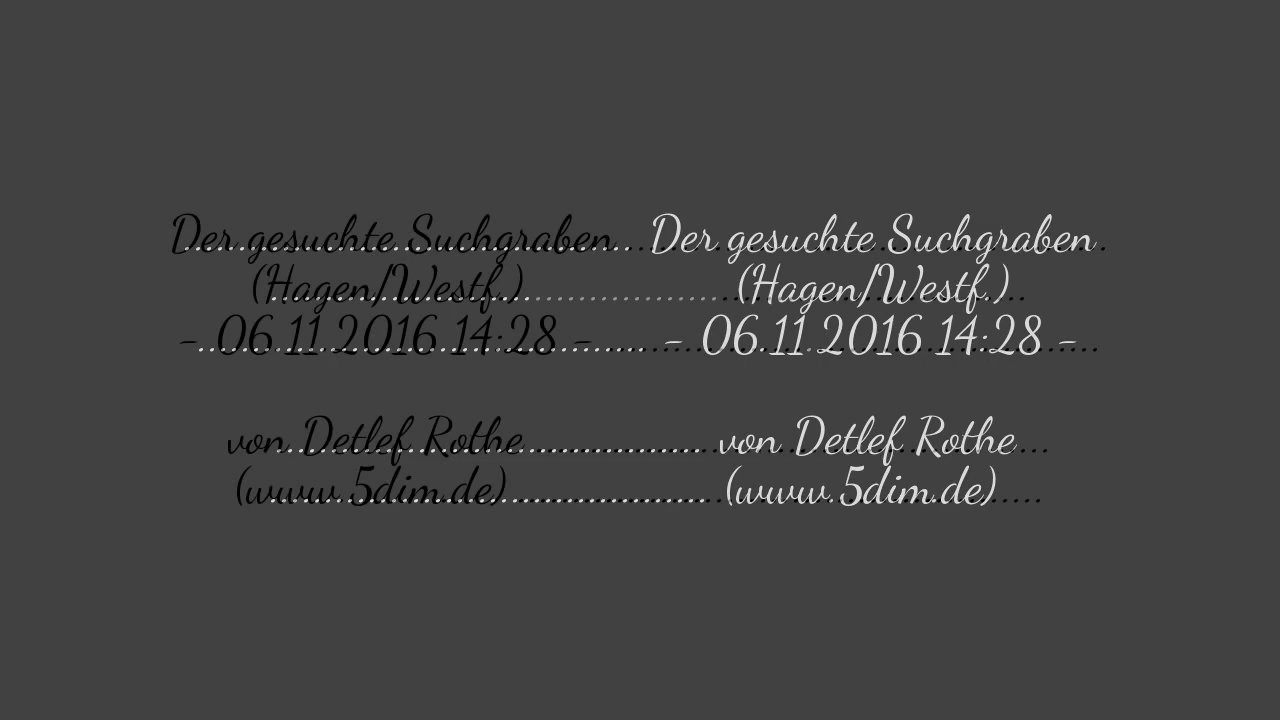 Der gesuchte Suchgraben Der gesuchte Suchgraben
(Hagen/Westf.) (Hagen/Westf.)
- 06.11.2016 14:28 - - 06.11.2016 14:28 -
von Detlef Rothe von Detlef Rothe
(www.5dim.de) (www.5dim.de)